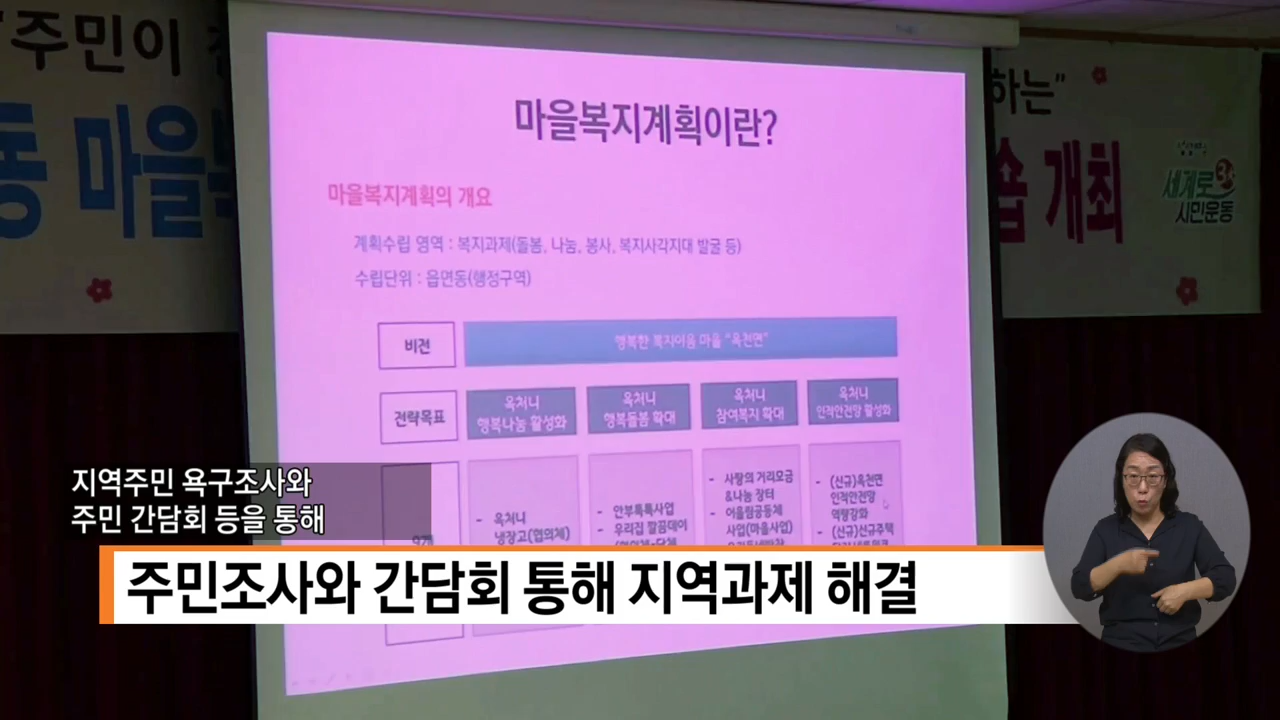 "주민이
하는"
동 마을복
숍 개최
세계로
시민운동
마을복지계획이란?
마을복지계획의 개요
계획수립 영역 : 복지과제(돌봄, 나눔, 봉사, 복지사각지대 발굴 등)
수립단위 : 읍면동(행정구역)
비전
행복한 복지이음 마을 "옥천면"
전략목표
옥처니
행복나눔 활성화
옥처니
행복돌봄 확대
옥처니
참여복지 확대
옥처니
인적안전망 활성화
- 옥처니
냉장고(협의체)
- 안부톡톡사업
- 우리집 깔끔데이
- 사랑의 거리모금
&나눔 장터
- 어울림공동체
사업(마을사업)
- (신규)옥천면
인적안전망
역량강화
- (신규)신규주택
지역주민 욕구조사와
주민 간담회 등을 통해
주민조사와 간담회 통해 지역과제 해결